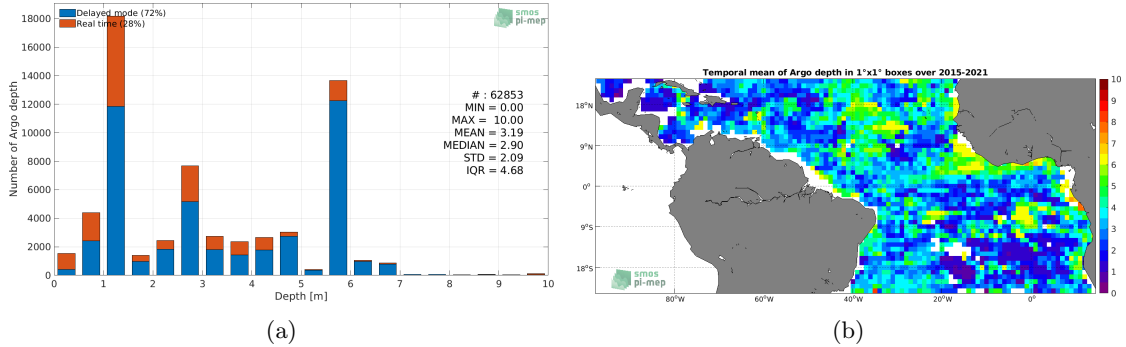 Delayed mode (72%)
Real time (28%)
smos
pi-mep
18000
16000
14000
12000
10000
8000
6000
4000
2000
0
Number of Argo depth
# : 62853
MIN = 0.00
MAX = 10.00
MEAN = 3.19
MEDIAN = 2.90
STD = 2.09
IQR = 4.68
0 1 2 3 4 5 6 7 8 9 10
Depth [m]
(a)
Temporal mean of Argo depth in 1°x1° boxes over 2015-2021
18°N
9°N
0°
9°S
18°S
80°W 60°W 40°W 20°W 0°
smos
pi-mep
10
9
8
7
6
5
4
3
2
1
0
(b)